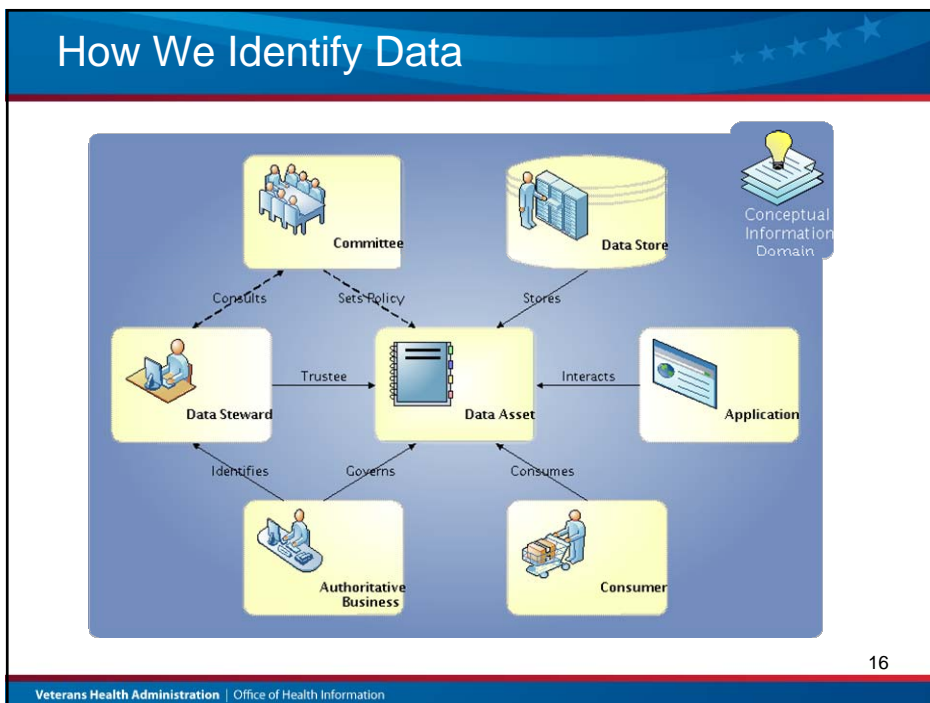 How We Identify Data
Conceptual
Information
Domain
Committee
Data Store
Consults
Sets Policy
Stores
Data Steward
Trustee
Data Asset
Interacts
Application
Identifies
Governs
Consumes
Authoritative
Business
Consumer
16
Veterans Health Administration | Office of Health Information